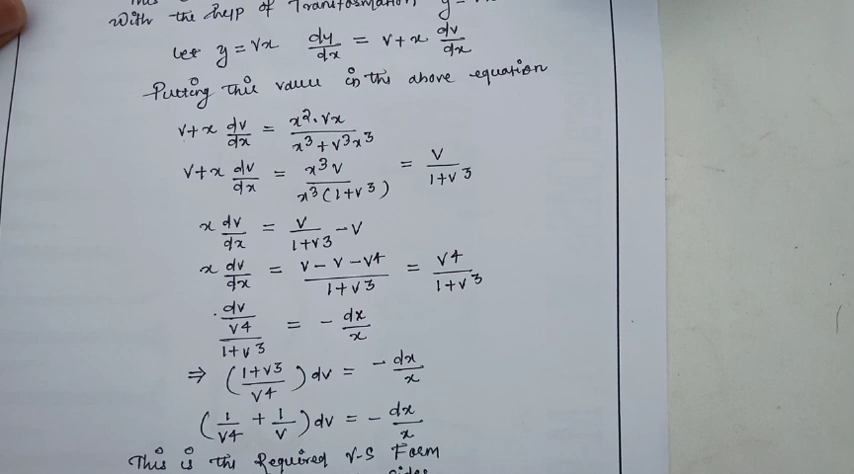 With the help of Transformation, y =
Let y = vx dy/dx = v + x dv/dx
Putting this value in the above equation
v + x dv/dx = x²·vx / x³ + v³x³
v + x dv/dx = x³v / x³(1+v³) = v / 1+v³
x dv/dx = v / 1+v³ - v
x dv/dx = v - v - v⁴ / 1+v³ = v⁴ / 1+v³
dv / v⁴ / 1+v³ = - dx/x
⇒ (1+v³ / v⁴) dv = - dx/x
(1/v⁴ + 1/v) dv = - dx/x
This is the Required V-S Form